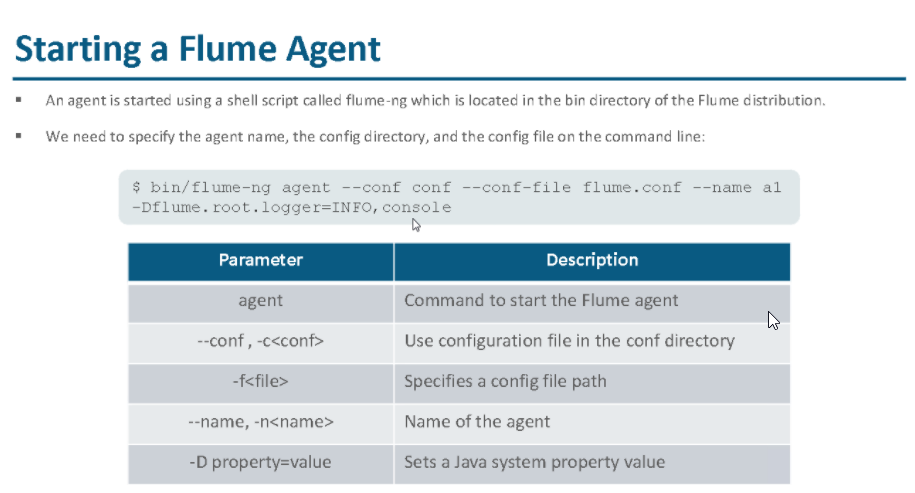 Starting a Flume Agent
▪ An agent is started using a shell script called flume-ng which is located in the bin directory of the Flume distribution.
▪ We need to specify the agent name, the config directory, and the config file on the command line:
$ bin/flume-ng agent --conf conf --conf-file flume.conf --name a1
-Dflume.root.logger=INFO,console
Parameter Description
agent Command to start the Flume agent
--conf , -c<conf> Use configuration file in the conf directory
-f<file> Specifies a config file path
--name, -n<name> Name of the agent
-D property=value Sets a Java system property value